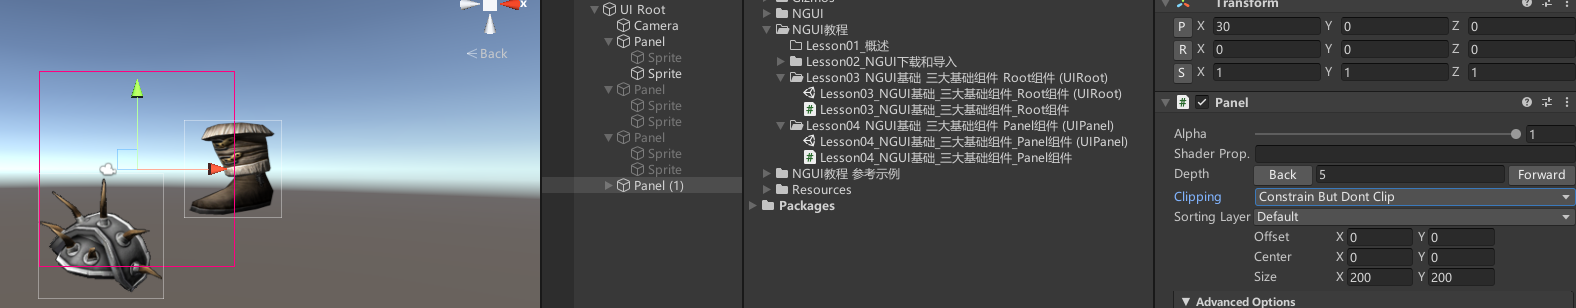 x
Back
UI Root
Camera
Panel
Sprite
Sprite
Panel
Sprite
Sprite
Panel
Sprite
Sprite
Panel (1)
NGUI
NGUI教程
Lesson01_概述
Lesson02_NGUI下载和导入
Lesson03_NGUI基础_三大基础组件_Root组件 (UIRoot)
Lesson03_NGUI基础_三大基础组件_Root组件 (UIRoot)
Lesson03_NGUI基础_三大基础组件_Root组件
Lesson04_NGUI基础_三大基础组件_Panel组件 (UIPanel)
Lesson04_NGUI基础_三大基础组件_Panel组件 (UIPanel)
Lesson04_NGUI基础_三大基础组件_Panel组件
NGUI教程 参考示例
Resources
Packages
Transform
P X 30 Y 0 Z 0
R X 0 Y 0 Z 0
S X 1 Y 1 Z 1
# Panel
Alpha 1
Shader Prop.
Depth Back 5 Forward
Clipping Constrain But Dont Clip
Sorting Layer Default
Offset X 0 Y 0
Center X 0 Y 0
Size X 200 Y 200
Advanced Options